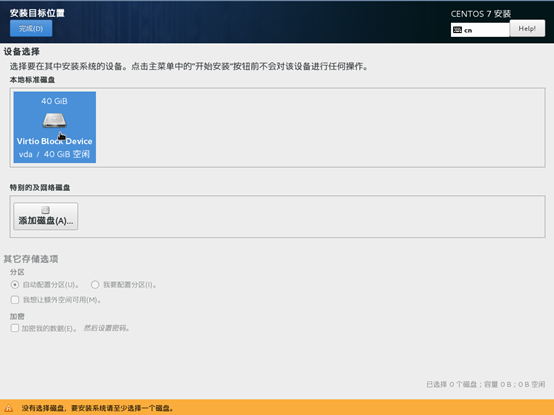 安装目标位置
CENTOS 7 安装
完成(D)
cn
Help!
设备选择
选择要在其中安装系统的设备。点击主菜单中的"开始安装"按钮前不会对该设备进行任何操作。
本地标准磁盘
40 GiB
Virtio Block Device
vda / 40 GiB 空闲
特别的及网络磁盘
添加磁盘(A)...
其它存储选项
分区
自动配置分区(U)。
我要配置分区(I)。
我想让额外空间可用(M)。
加密
加密我的数据(E)。 然后设置密码。
已选择 0 个磁盘；容量 0 B；0 B 空闲
没有选择磁盘，要安装系统请至少选择一个磁盘。